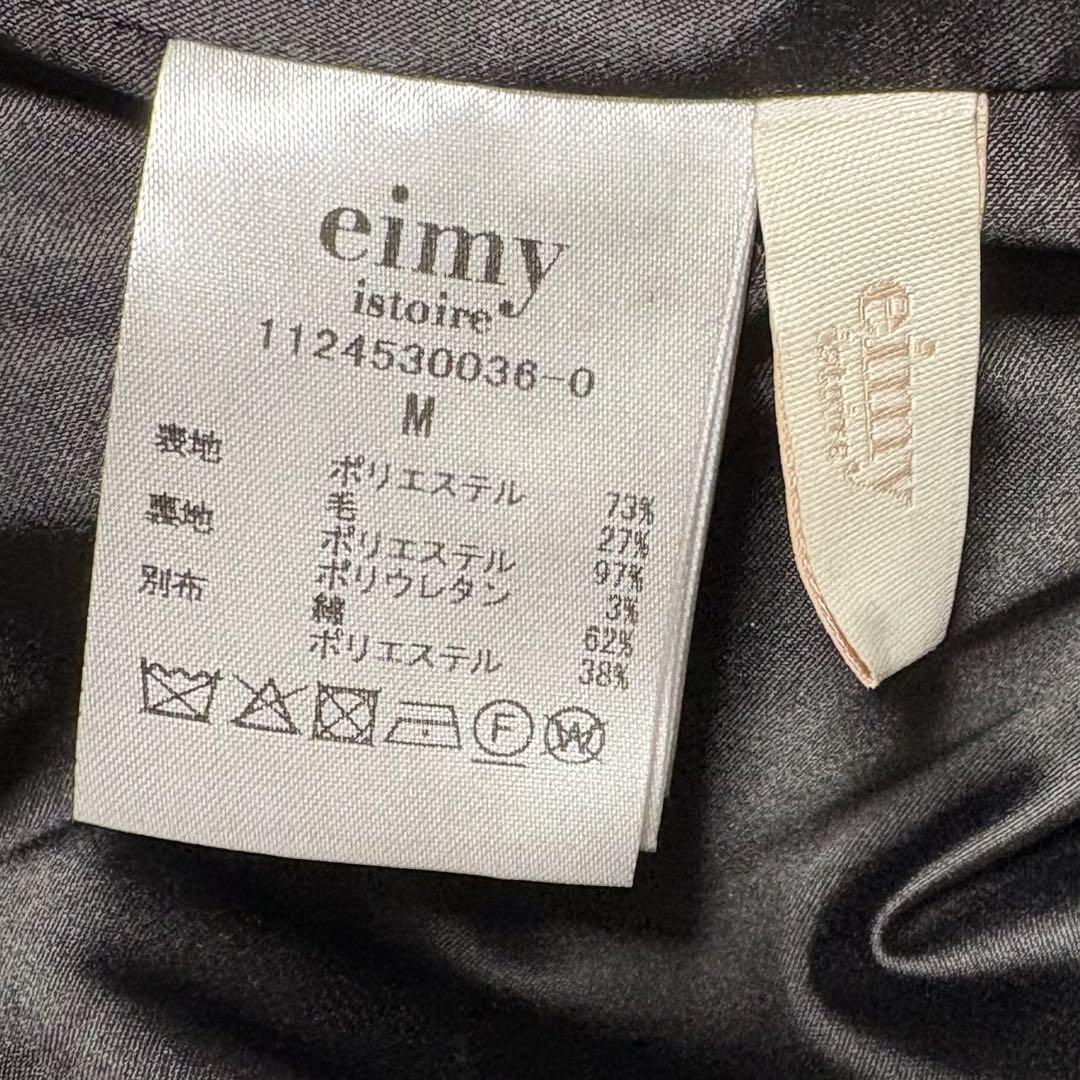 eimy
istoire
1124530036-0
M
表地 ポリエステル 73%
毛 27%
裏地 ポリエステル 97%
ポリウレタン 3%
別布 綿 62%
ポリエステル 38%
F
W
eimy
istoire